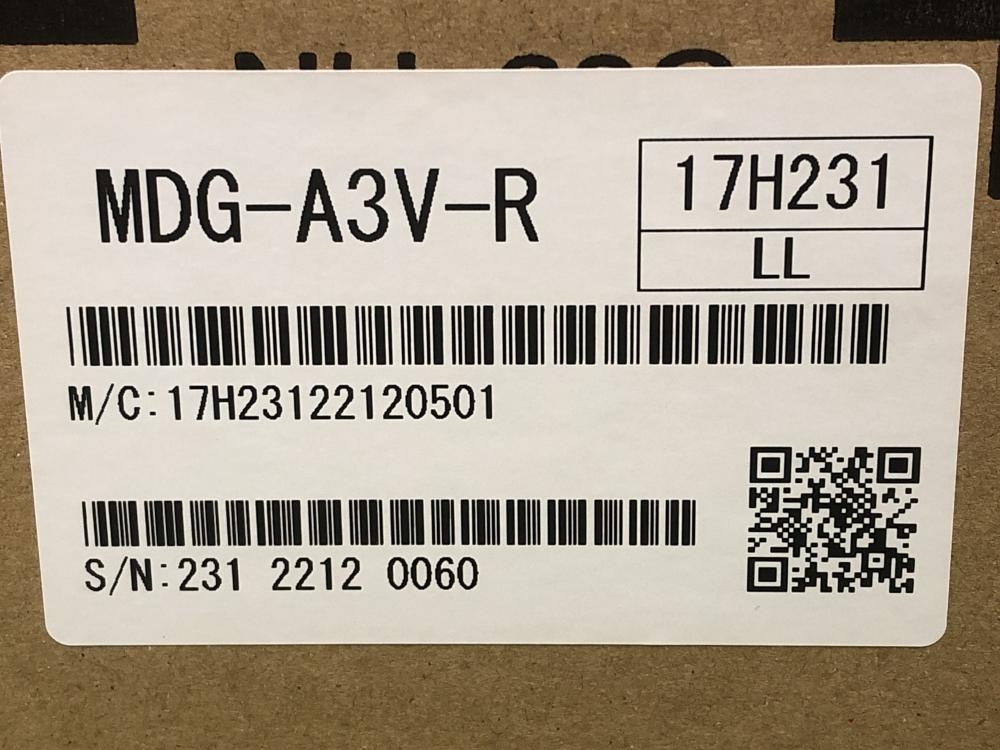 MDG-A3V-R
17H231
LL
M/C:17H23122120501
S/N:231 2212 0060